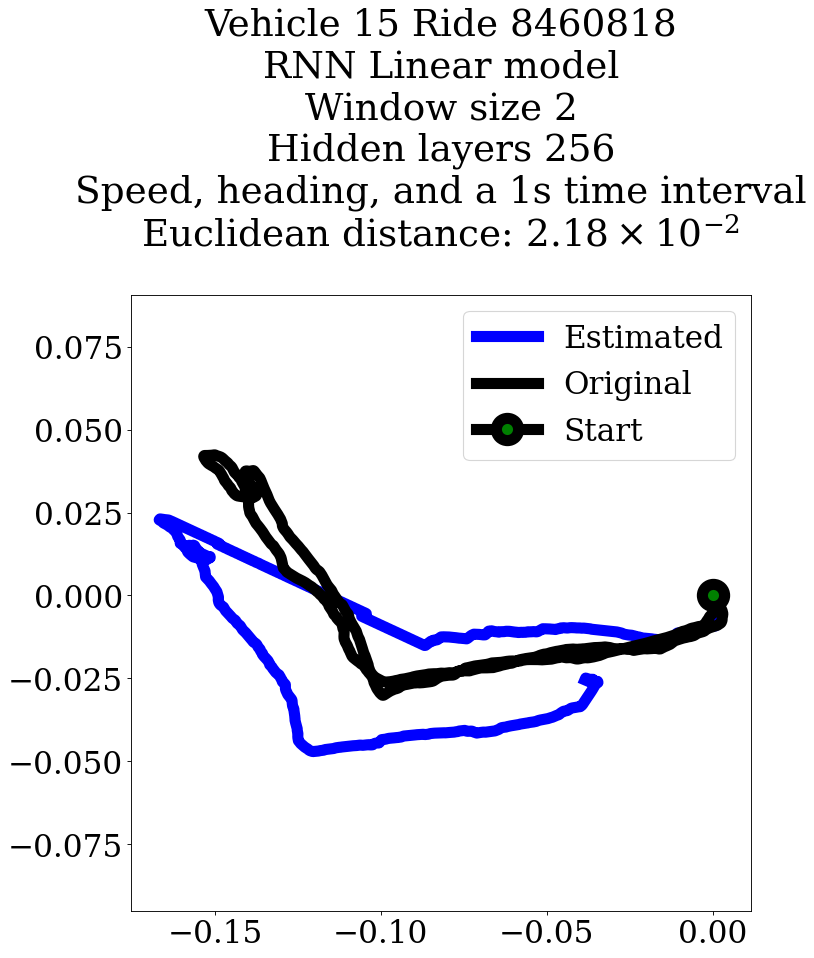 Vehicle 15 Ride 8460818
RNN Linear model
Window size 2
Hidden layers 256
Speed, heading, and a 1s time interval
Euclidean distance: 2.18 × 10⁻²
Estimated
Original
Start
0.075
0.050
0.025
0.000
−0.025
−0.050
−0.075
−0.15 −0.10 −0.05 0.00